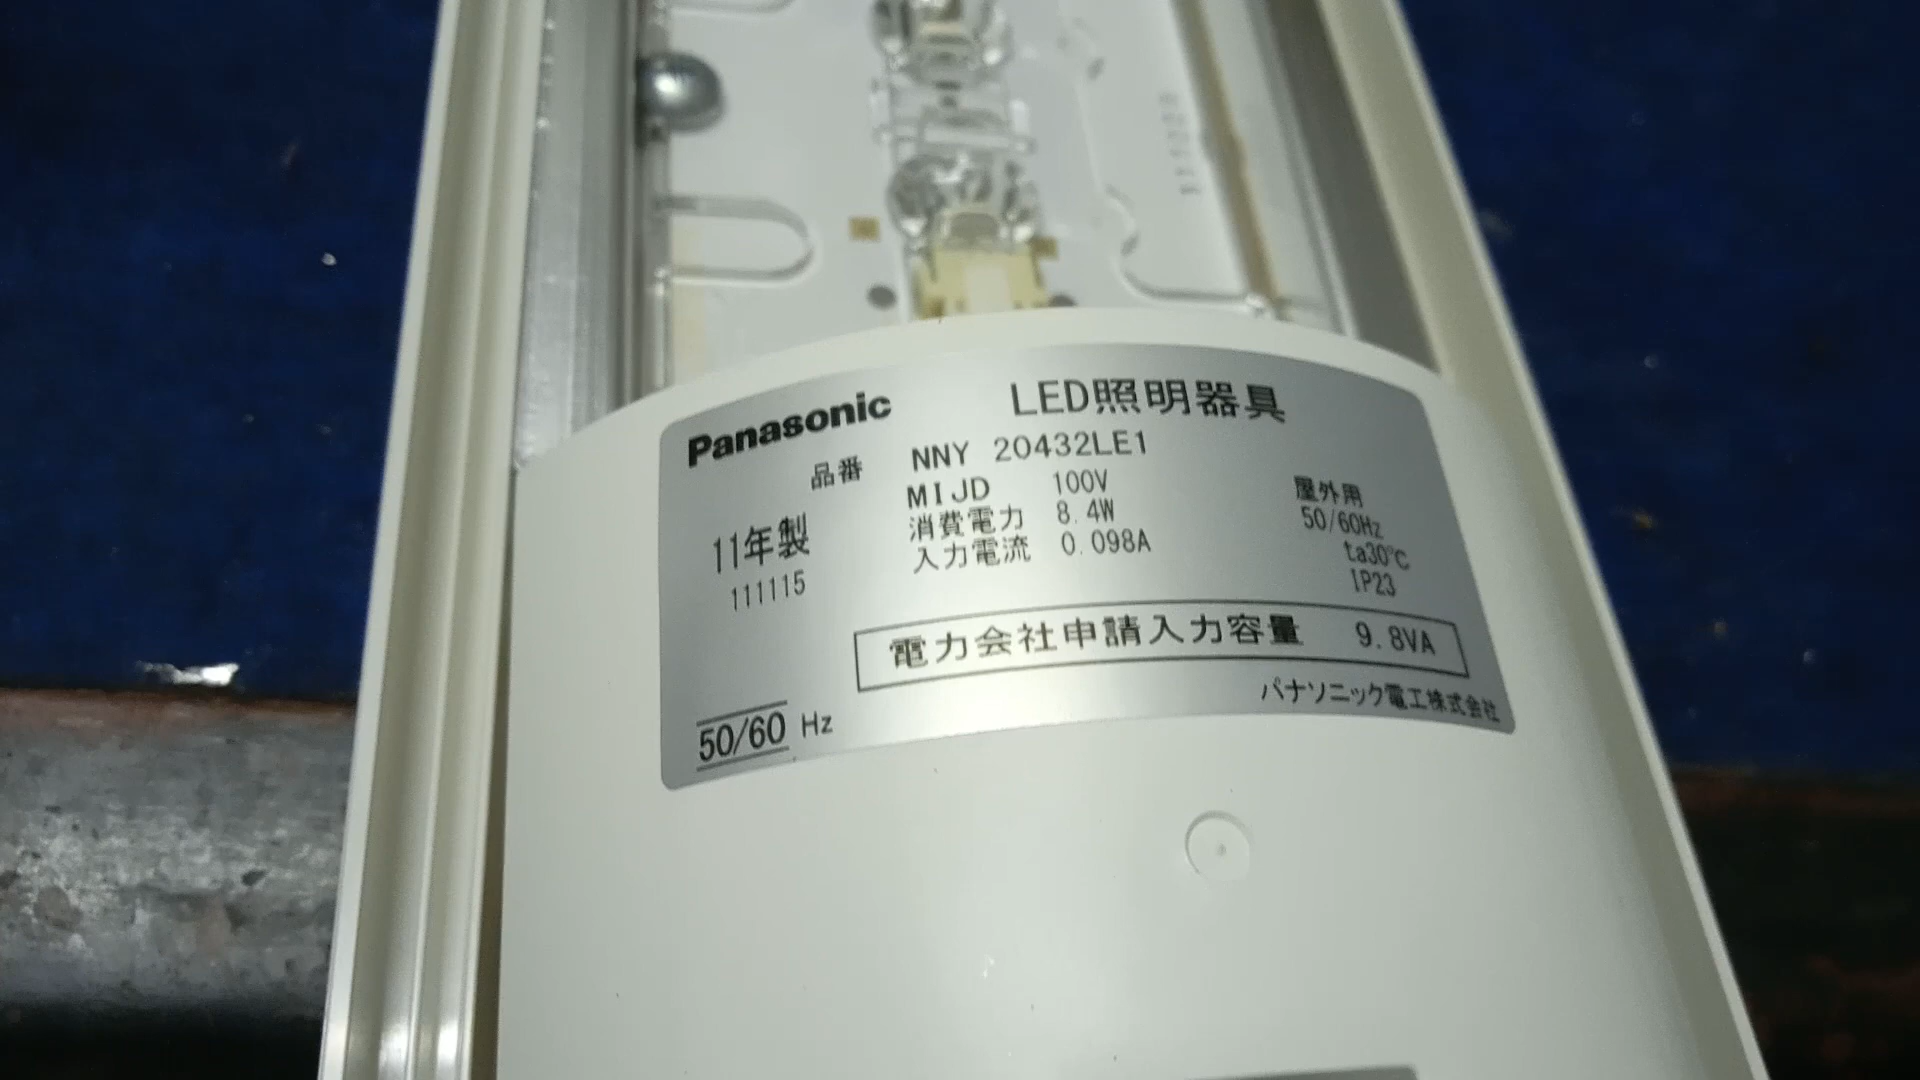 111223
Panasonic LED照明器具
品番 NNY 20432LE1
MIJD 100V 屋外用
11年製 消費電力 8.4W 50/60Hz
入力電流 0.098A ta30℃
111115 IP23
電力会社申請入力容量 9.8VA
パナソニック電工株式会社
50/60 Hz